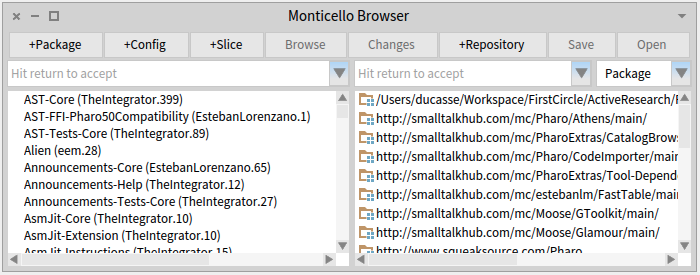 Monticello Browser
+Package +Config +Slice Browse Changes +Repository Save Open
Hit return to accept Hit return to accept Package
AST-Core (TheIntegrator.399)
AST-FFI-Pharo50Compatibility (EstebanLorenzano.1)
AST-Tests-Core (TheIntegrator.89)
Alien (eem.28)
Announcements-Core (EstebanLorenzano.65)
Announcements-Help (TheIntegrator.12)
Announcements-Tests-Core (TheIntegrator.27)
AsmJit-Core (TheIntegrator.10)
AsmJit-Extension (TheIntegrator.10)
AsmJit-Instructions (TheIntegrator.15)
/Users/ducasse/Workspace/FirstCircle/ActiveResearch/
http://smalltalkhub.com/mc/Pharo/Athens/main/
http://smalltalkhub.com/mc/PharoExtras/CatalogBrows
http://smalltalkhub.com/mc/Pharo/CodeImporter/main
http://smalltalkhub.com/mc/PharoExtras/Tool-Depend
http://smalltalkhub.com/mc/estebanlm/FastTable/main
http://smalltalkhub.com/mc/Moose/GToolkit/main/
http://smalltalkhub.com/mc/Moose/Glamour/main/
http://www.squeaksource.com/Pharo